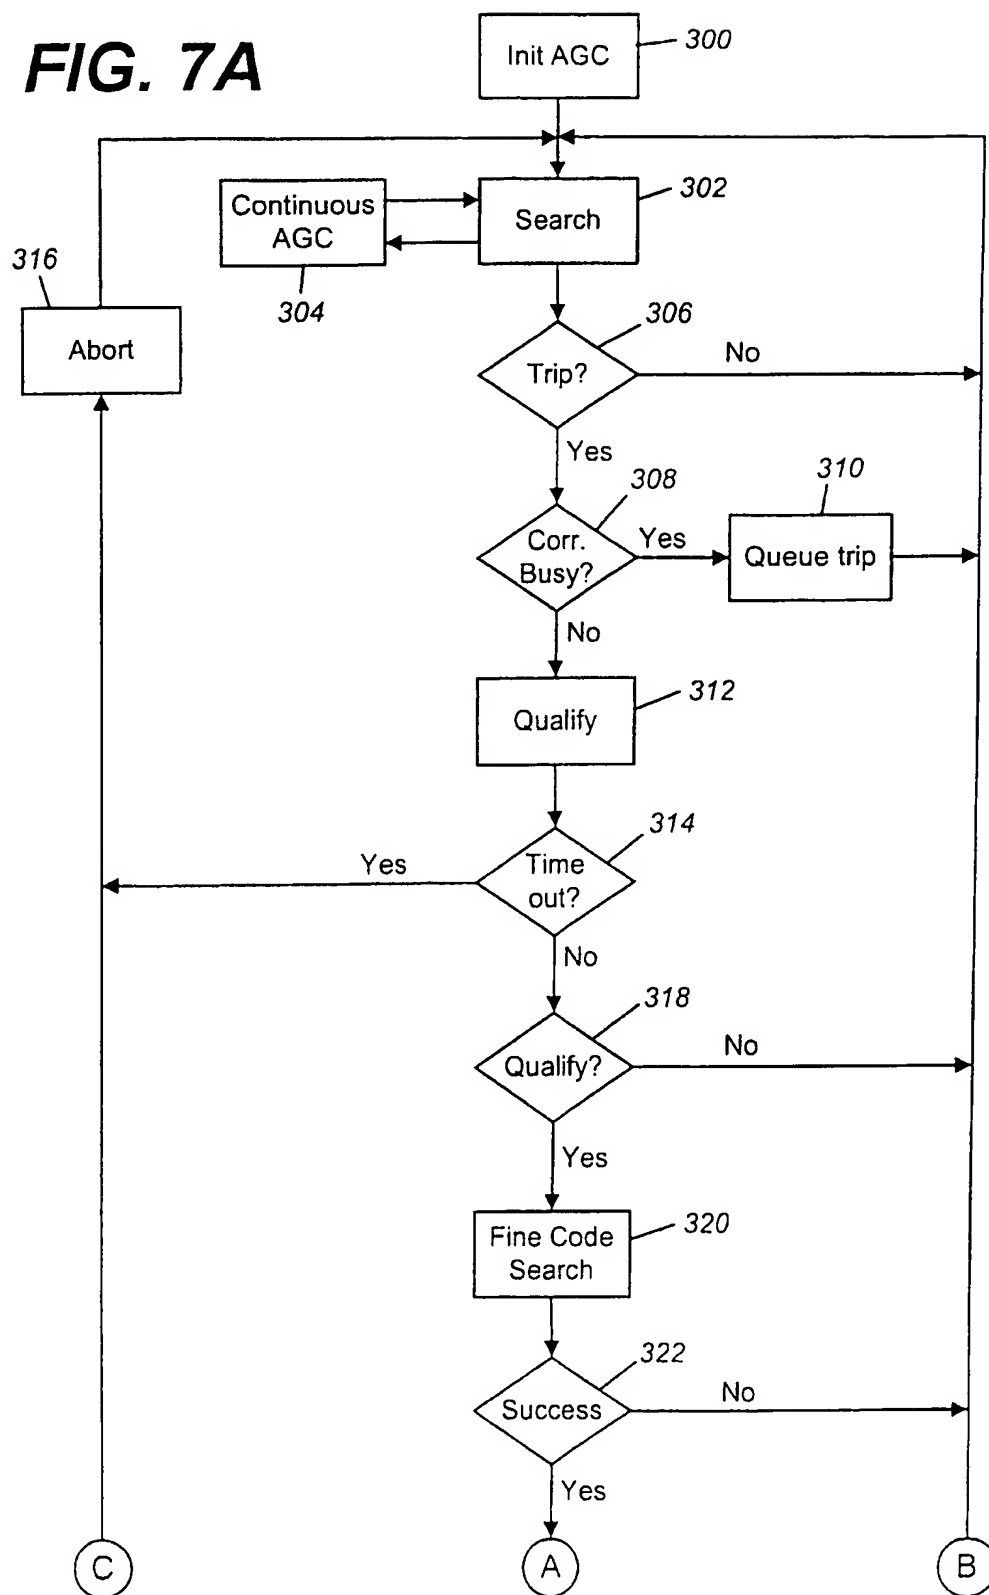 FIG. 7A
Init AGC
300
Continuous
AGC
304
Search
302
316
Abort
Trip?
306
No
Yes
Corr.
Busy?
308
Yes
310
Queue trip
No
Qualify
312
Time
out?
314
Yes
No
Qualify?
318
No
Yes
Fine Code
Search
320
Success
322
No
Yes
C
A
B